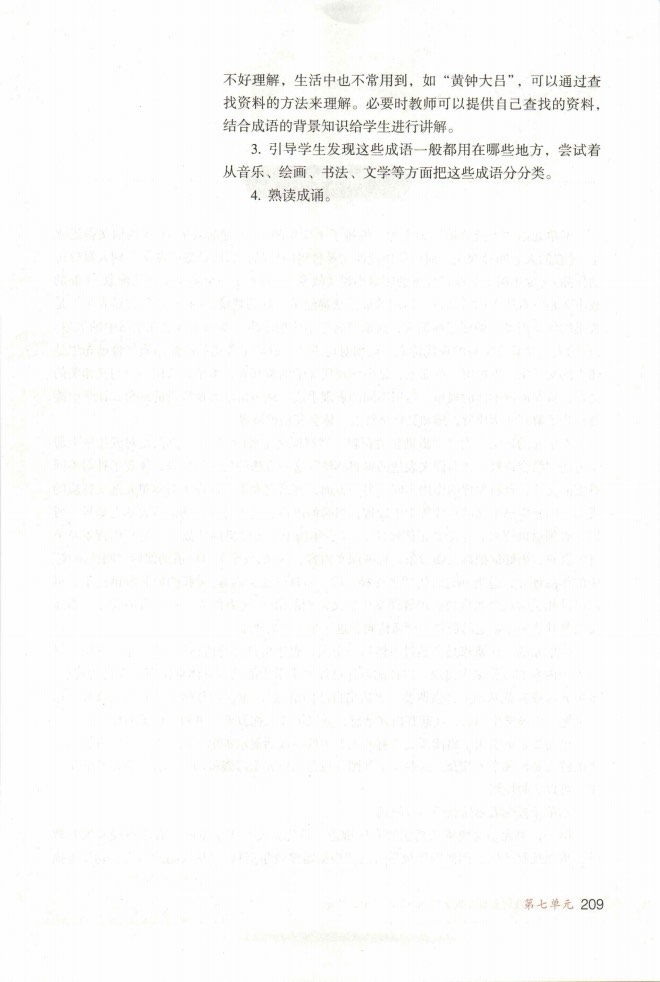 不好理解，生活中也不常用到，如“黄钟大吕”，可以通过查
找资料的方法来理解。必要时教师可以提供自己查找的资料，
结合成语的背景知识给学生进行讲解。
3. 引导学生发现这些成语一般都用在哪些地方，尝试着
从音乐、绘画、书法、文学等方面把这些成语分分类。
4. 熟读成诵。
第七单元 209